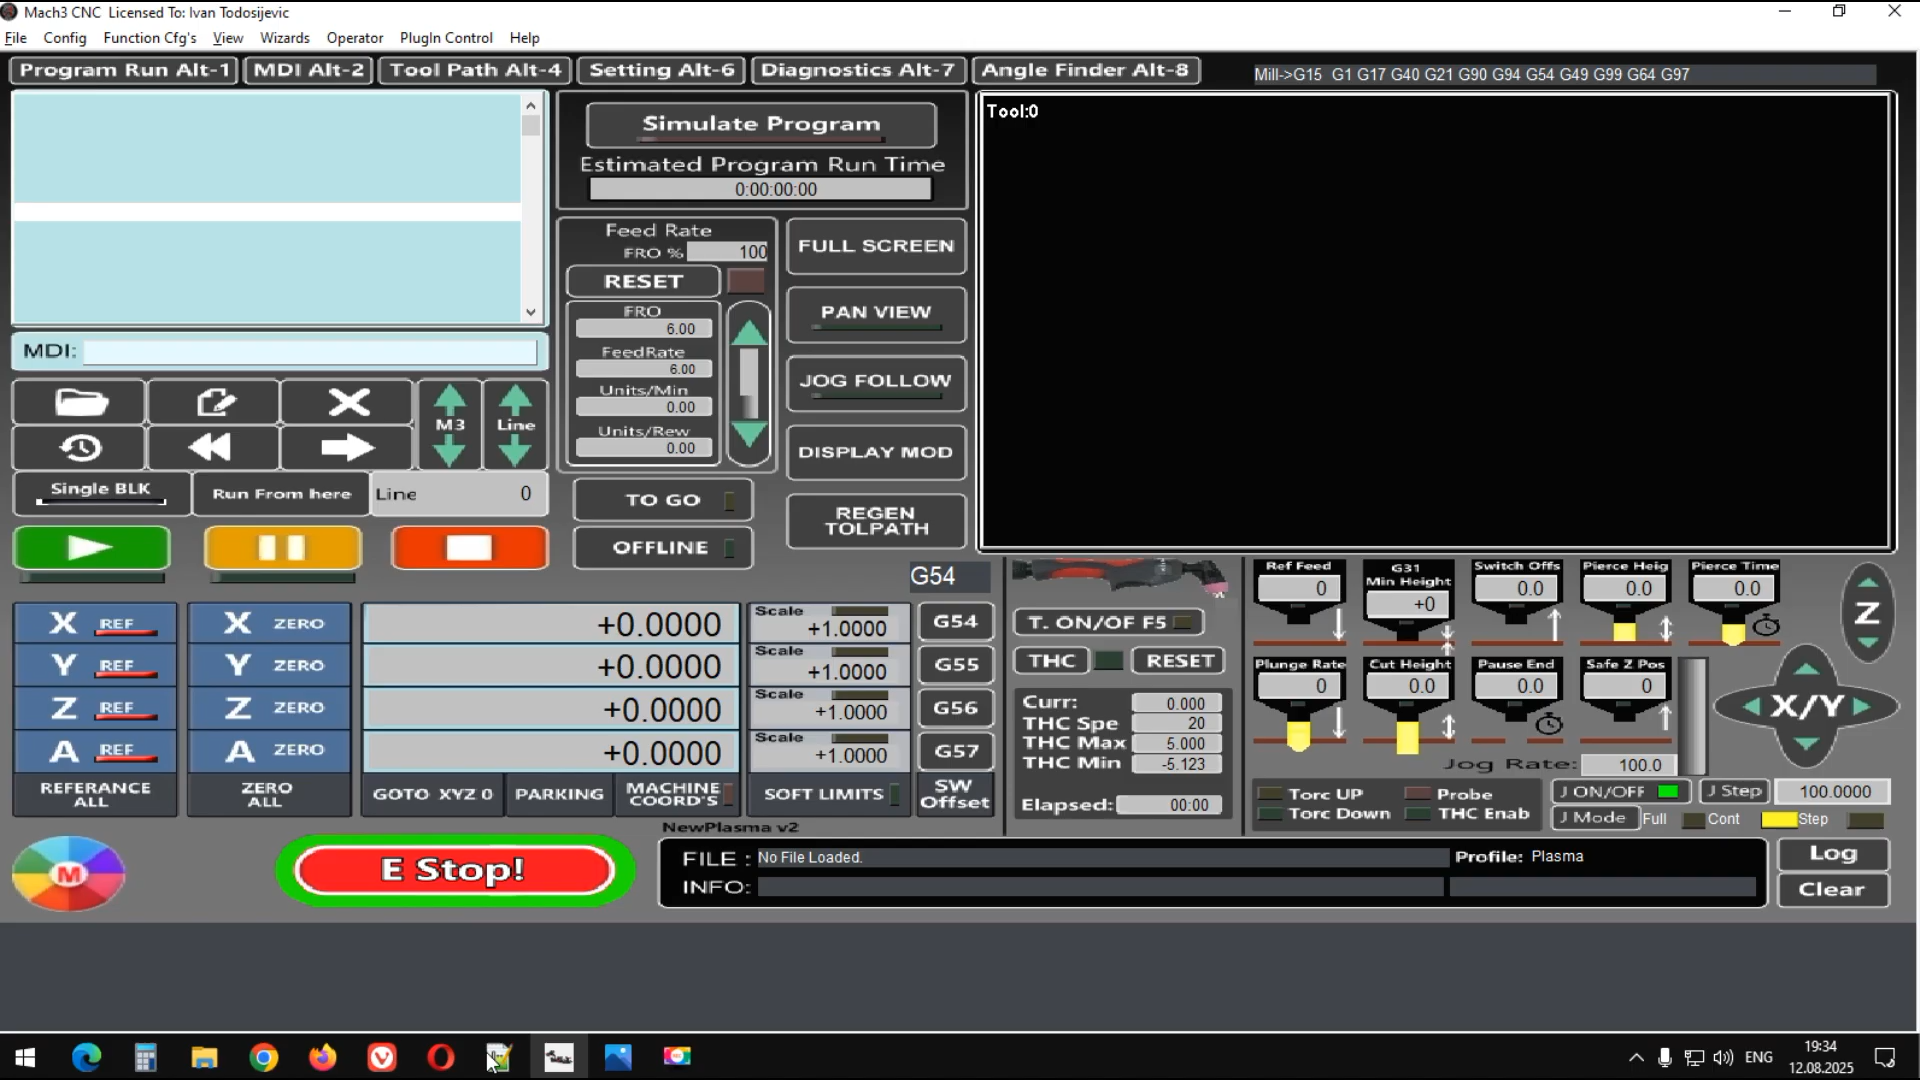 Mach3 CNC  Licensed To: Ivan Todosijevic
File Config Function Cfg's View Wizards Operator PlugIn Control Help
Program Run Alt-1 MDI Alt-2 Tool Path Alt-4 Setting Alt-6 Diagnostics Alt-7 Angle Finder Alt-8 Mill->G15  G1 G17 G40 G21 G90 G94 G54 G49 G99 G64 G97
Tool:0
Simulate Program
Estimated Program Run Time
0:00:00:00
Feed Rate
FRO % 100
RESET
FRO
6.00
FeedRate
6.00
Units/Min
0.00
Units/Rew
0.00
FULL SCREEN
PAN VIEW
JOG FOLLOW
DISPLAY MOD
REGEN
TOLPATH
TO GO
OFFLINE
MDI:
M3 Line
Single BLK Run From here Line 0
G54
X REF X ZERO +0.0000 Scale +1.0000 G54
Y REF Y ZERO +0.0000 Scale +1.0000 G55
Z REF Z ZERO +0.0000 Scale +1.0000 G56
A REF A ZERO +0.0000 Scale +1.0000 G57
REFERANCE
ALL
ZERO
ALL
GOTO XYZ 0 PARKING
MACHINE
COORD'S
SOFT LIMITS
SW
Offset
T. ON/OF F5
THC RESET
Curr: 0.000
THC Spe 20
THC Max 5.000
THC Min -5.123
Elapsed: 00:00
Ref Feed
0
G31
Min Height
+0
Switch Offs
0.0
Pierce Heig
0.0
Pierce Time
0.0
Plunge Rate
0
Cut Height
0.0
Pause End
0.0
Safe Z Pos
0
Z
X/Y
Jog Rate: 100.0
Torc UP Probe
Torc Down THC Enab
J ON/OFF J Step 100.0000
J Mode Full Cont Step
NewPlasma v2
M
E Stop!
FILE : No File Loaded. Profile: Plasma
INFO:
Log
Clear
ENG
19:34
12.08.2025